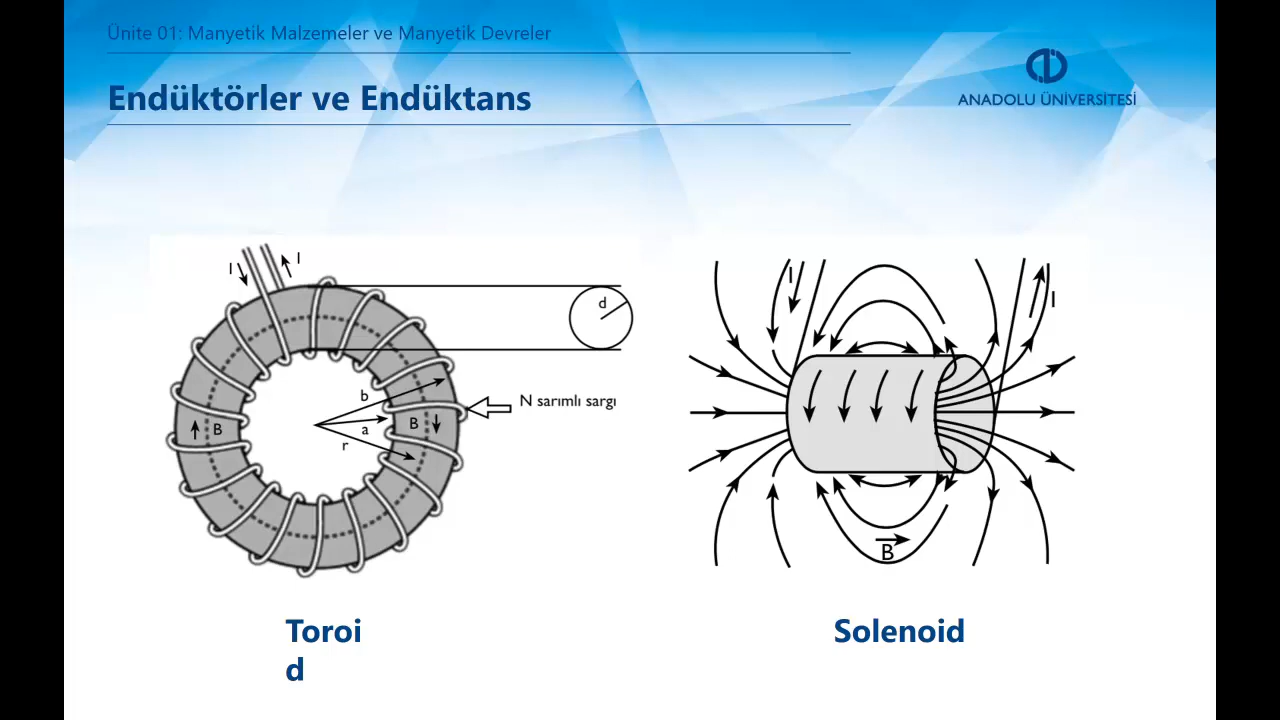 Ünite 01: Manyetik Malzemeler ve Manyetik Devreler
Endüktörler ve Endüktans
ANADOLU ÜNİVERSİTESİ
I
I
d
b
N sarımlı sargı
a
r
B
B
I
I
B
Toroi
d
Solenoid